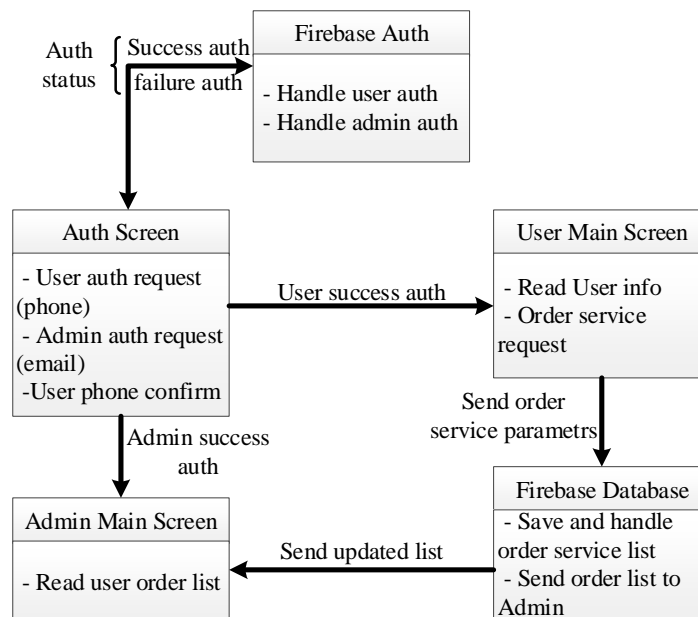 Auth
status
Success auth
failure auth
Firebase Auth
- Handle user auth
- Handle admin auth
Auth Screen
- User auth request
(phone)
- Admin auth request
(email)
-User phone confirm
User success auth
User Main Screen
- Read User info
- Order service
request
Admin success
auth
Send order
service parametrs
Admin Main Screen
- Read user order list
Send updated list
Firebase Database
- Save and handle
order service list
- Send order list to
Admin